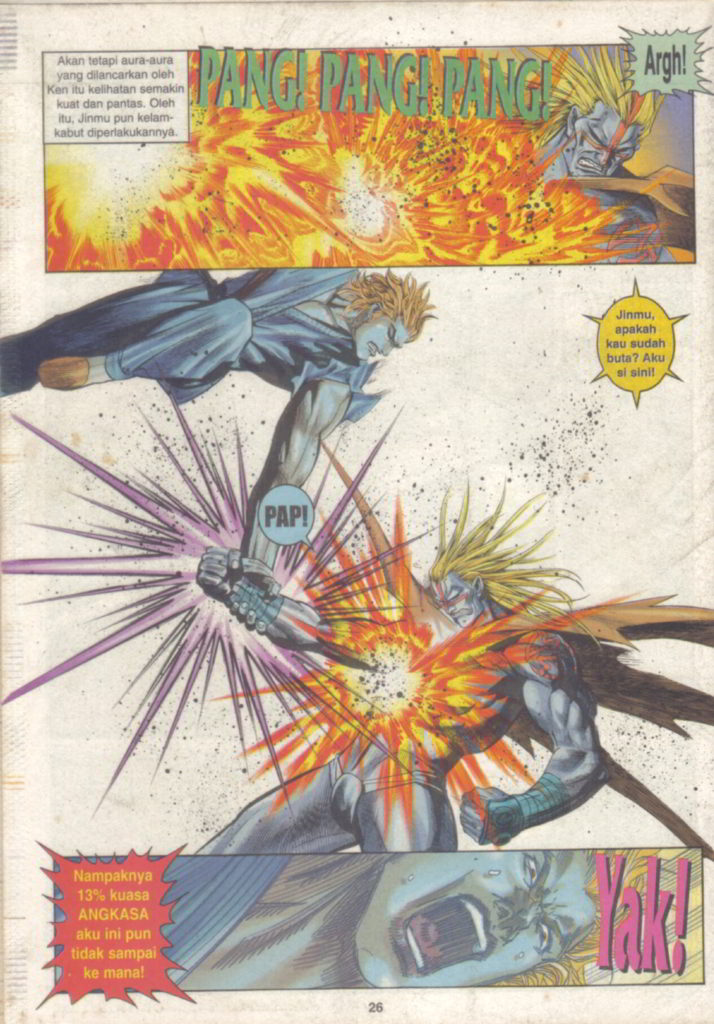 Akan tetapi aura-aura
yang dilancarkan oleh
Ken itu kelihatan semakin
kuat dan pantas. Oleh
itu, Jinmu pun kelam-
kabut diperlakukannya.
PANG! PANG! PANG!
Argh!
Jinmu,
apakah
kau sudah
buta? Aku
si sini!
PAP!
Nampaknya
13% kuasa
ANGKASA
aku ini pun
tidak sampai
ke mana!
Yak!
26